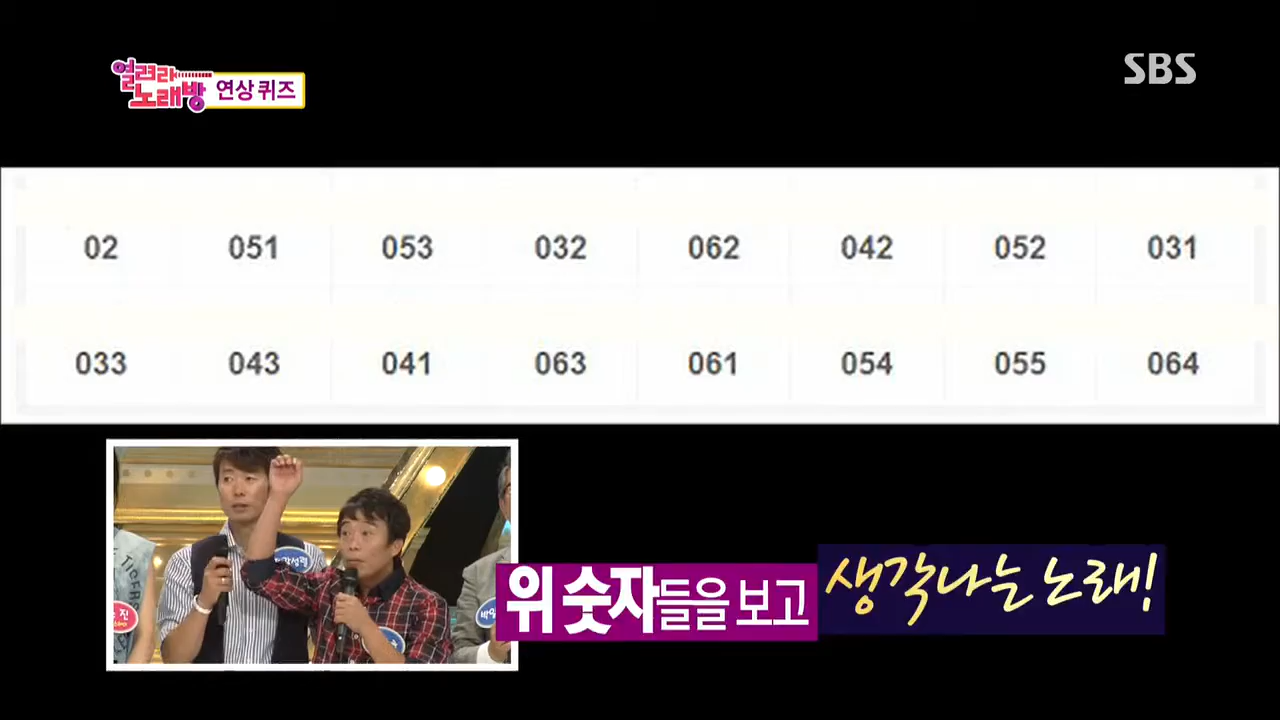 열려라
노래방 연상 퀴즈
SBS
02 051 053 032 062 042 052 031
033 043 041 063 061 054 055 064
위 숫자들을 보고 생각나는 노래!